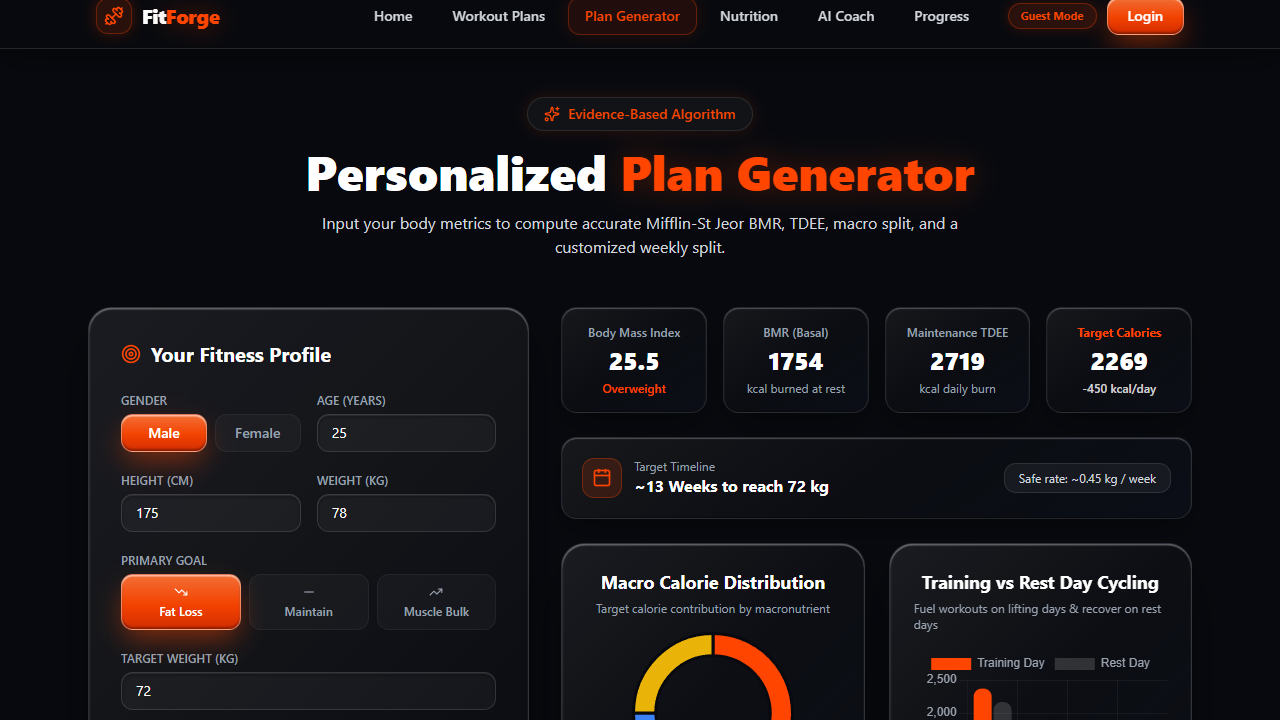 FitForge
Home
Workout Plans
Plan Generator
Nutrition
AI Coach
Progress
Guest Mode
Login
Evidence-Based Algorithm
Personalized Plan Generator
Input your body metrics to compute accurate Mifflin-St Jeor BMR, TDEE, macro split, and a
customized weekly split.
Your Fitness Profile
GENDER
Male
Female
AGE (YEARS)
25
HEIGHT (CM)
175
WEIGHT (KG)
78
PRIMARY GOAL
Fat Loss
Maintain
Muscle Bulk
TARGET WEIGHT (KG)
72
Body Mass Index
25.5
Overweight
BMR (Basal)
1754
kcal burned at rest
Maintenance TDEE
2719
kcal daily burn
Target Calories
2269
-450 kcal/day
Target Timeline
~13 Weeks to reach 72 kg
Safe rate: ~0.45 kg / week
Macro Calorie Distribution
Target calorie contribution by macronutrient
Training vs Rest Day Cycling
Fuel workouts on lifting days & recover on rest
days
Training Day
Rest Day
2,500
2,000